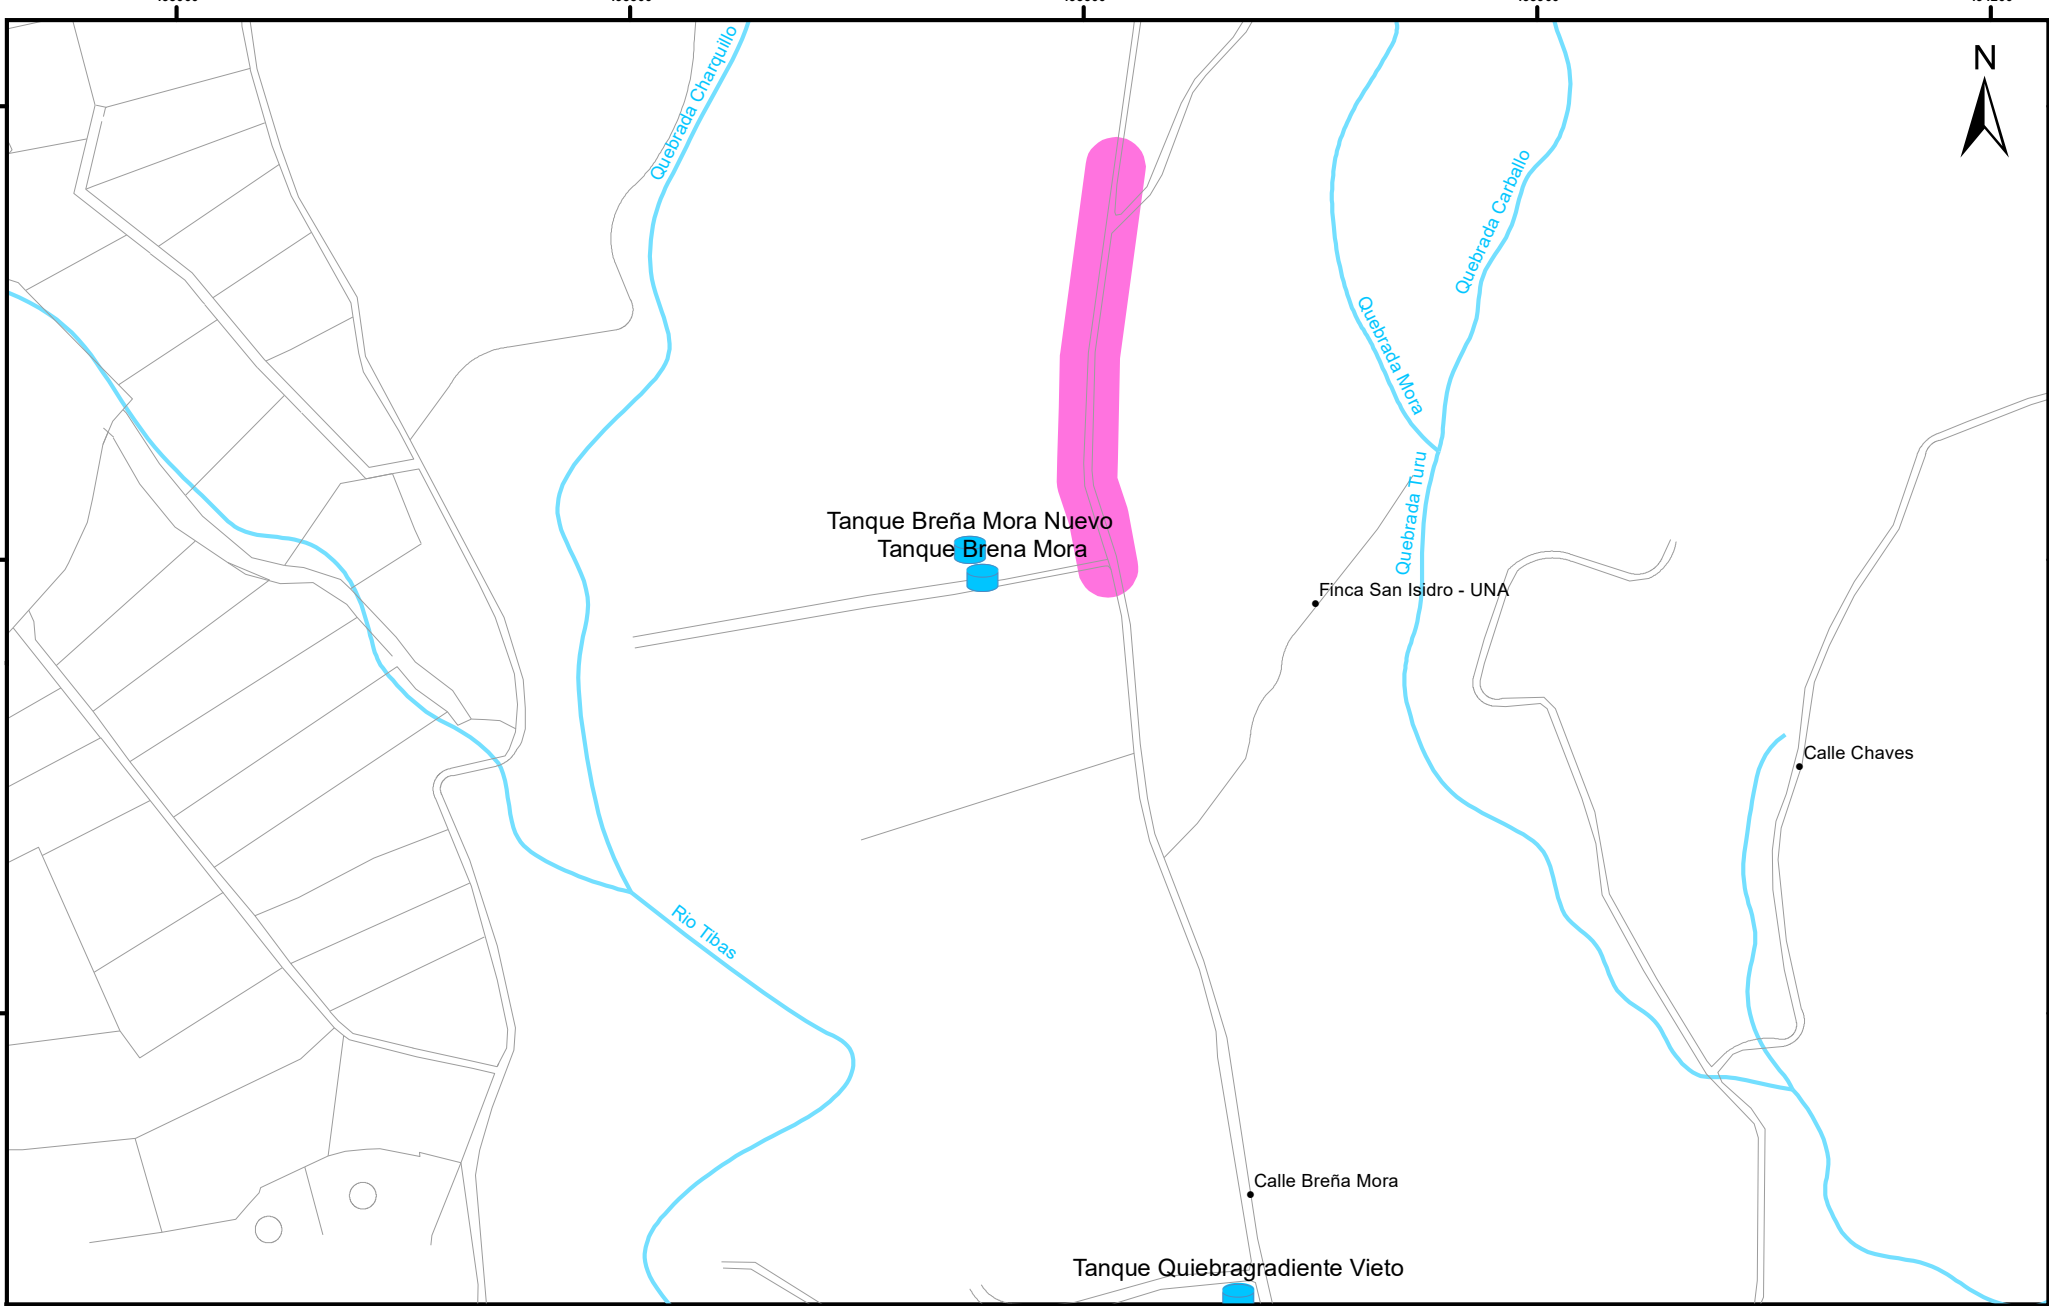 N
Quebrada Charquillo
Quebrada Carballo
Quebrada Mora
Quebrada Turu
Tanque Breña Mora Nuevo
Tanque Brena Mora
Finca San Isidro - UNA
Calle Chaves
Rio Tibas
Calle Breña Mora
Tanque Quiebragradiente Vieto